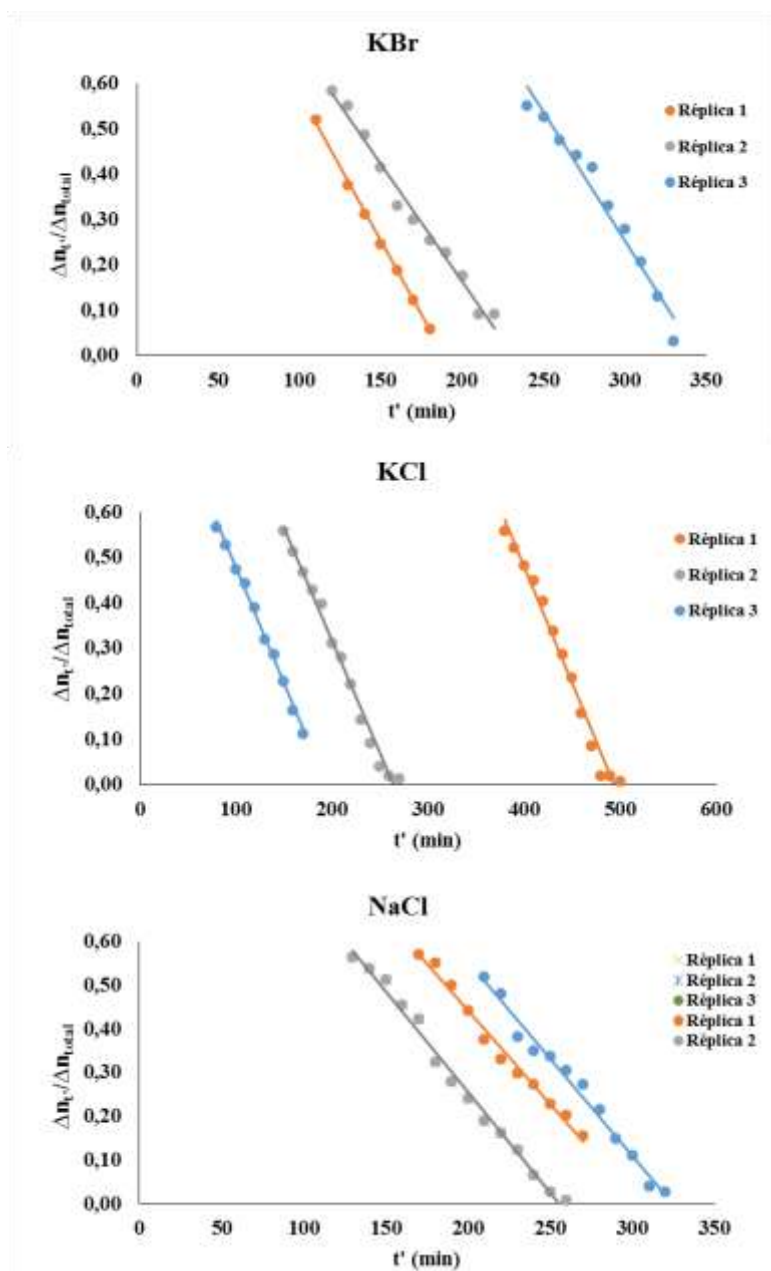 KBr
0,60
0,50
0,40
0,30
0,20
0,10
0,00
Δnt'/Δntotal
0 50 100 150 200 250 300 350
t' (min)
Réplica 1
Réplica 2
Réplica 3
KCl
0,60
0,50
0,40
0,30
0,20
0,10
0,00
Δnt'/Δntotal
0 100 200 300 400 500 600
t' (min)
Réplica 1
Réplica 2
Réplica 3
NaCl
0,60
0,50
0,40
0,30
0,20
0,10
0,00
Δnt'/Δntotal
0 50 100 150 200 250 300 350
t' (min)
Réplica 1
Réplica 2
Réplica 3
Réplica 1
Réplica 2